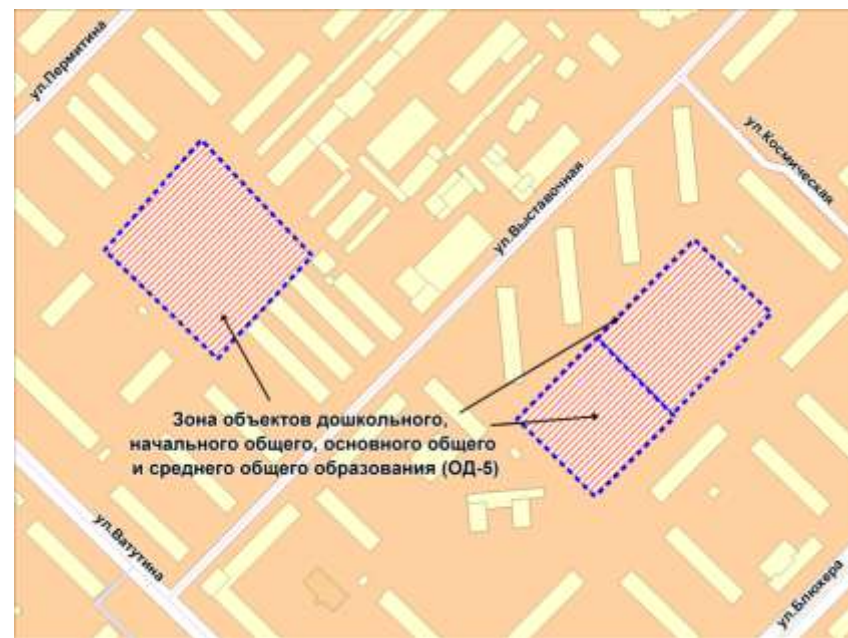 ул.Пермитина
ул.Космическая
ул.Выставочная
Зона объектов дошкольного,
начального общего, основного общего
и среднего общего образования (ОД-5)
ул.Ватутина
ул.Блюхера